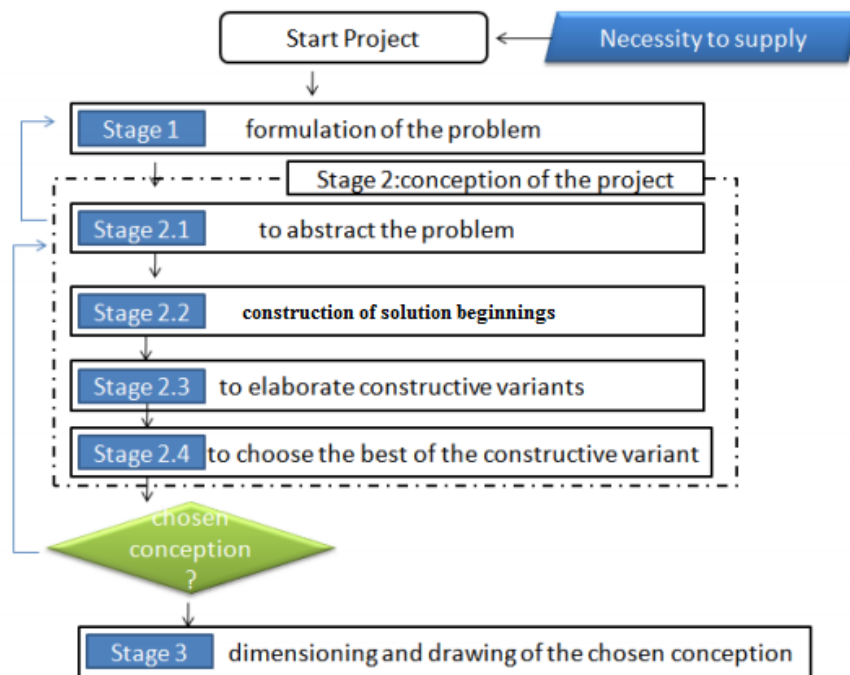 Start Project
Necessity to supply
Stage 1 formulation of the problem
Stage 2:conception of the project
Stage 2.1 to abstract the problem
Stage 2.2 construction of solution beginnings
Stage 2.3 to elaborate constructive variants
Stage 2.4 to choose the best of the constructive variant
chosen
conception
?
Stage 3 dimensioning and drawing of the chosen conception